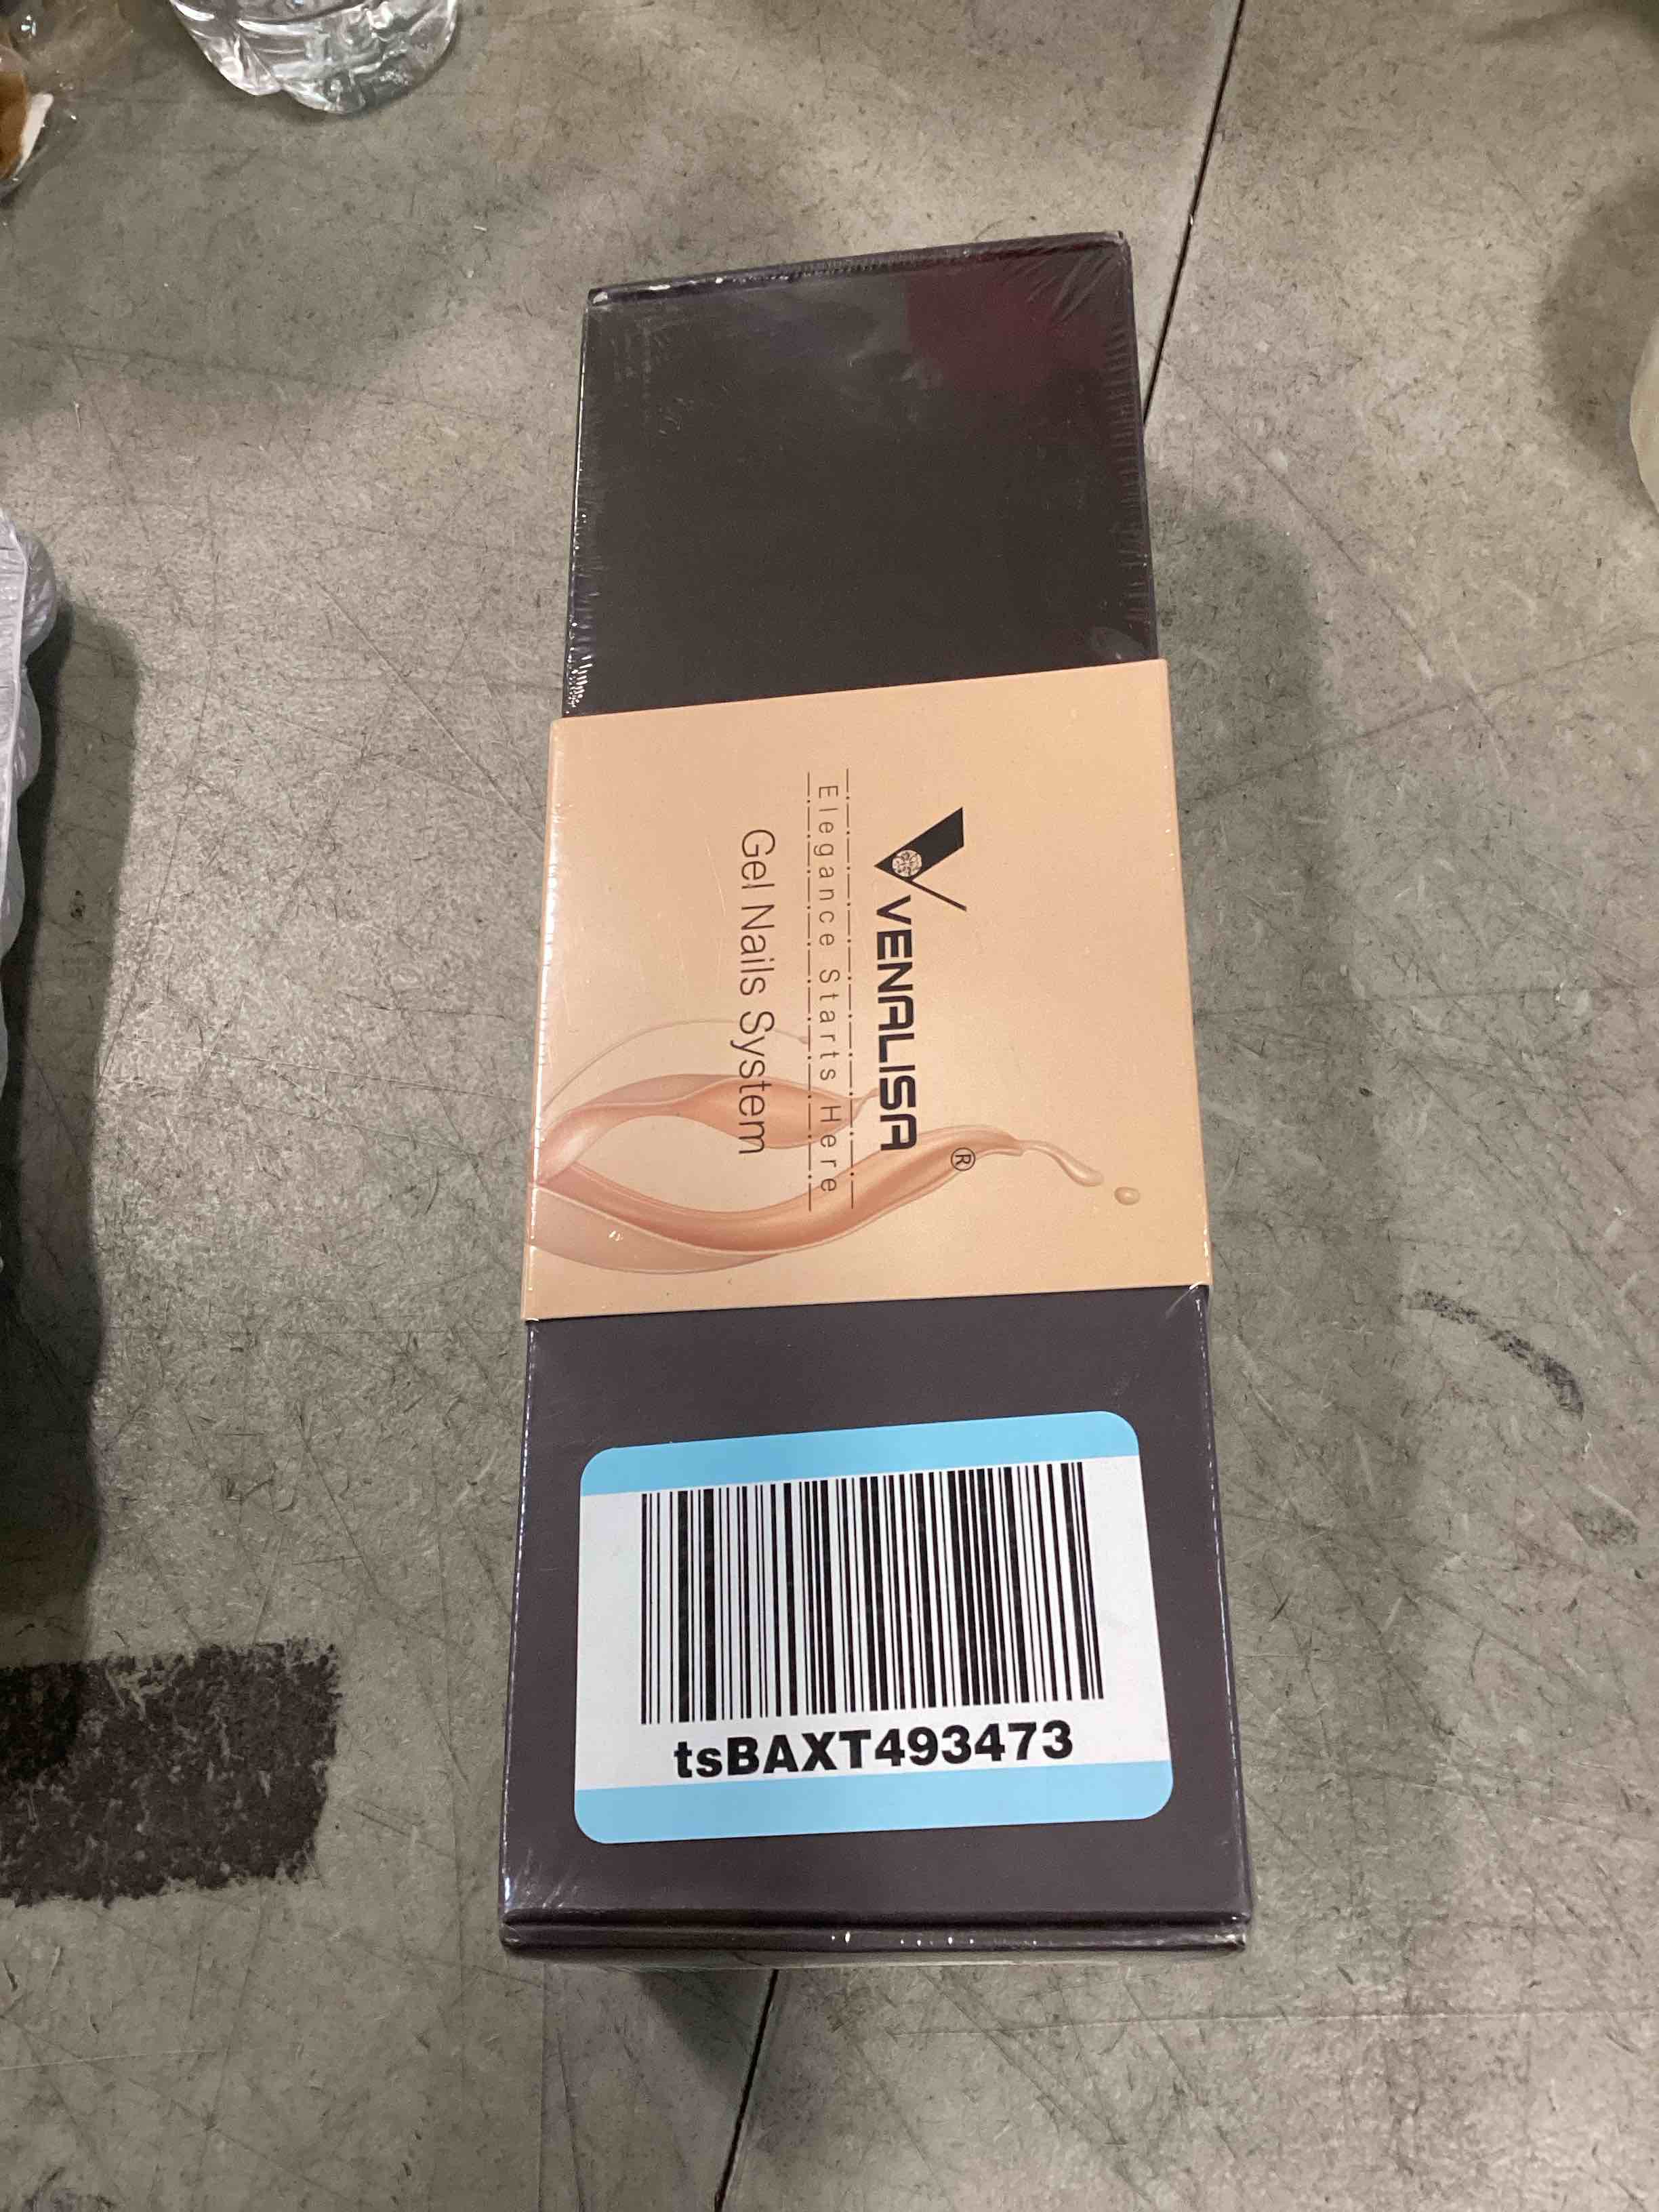 VENALISA®
Elegance Starts Here
Gel Nails System
tsBAXT493473